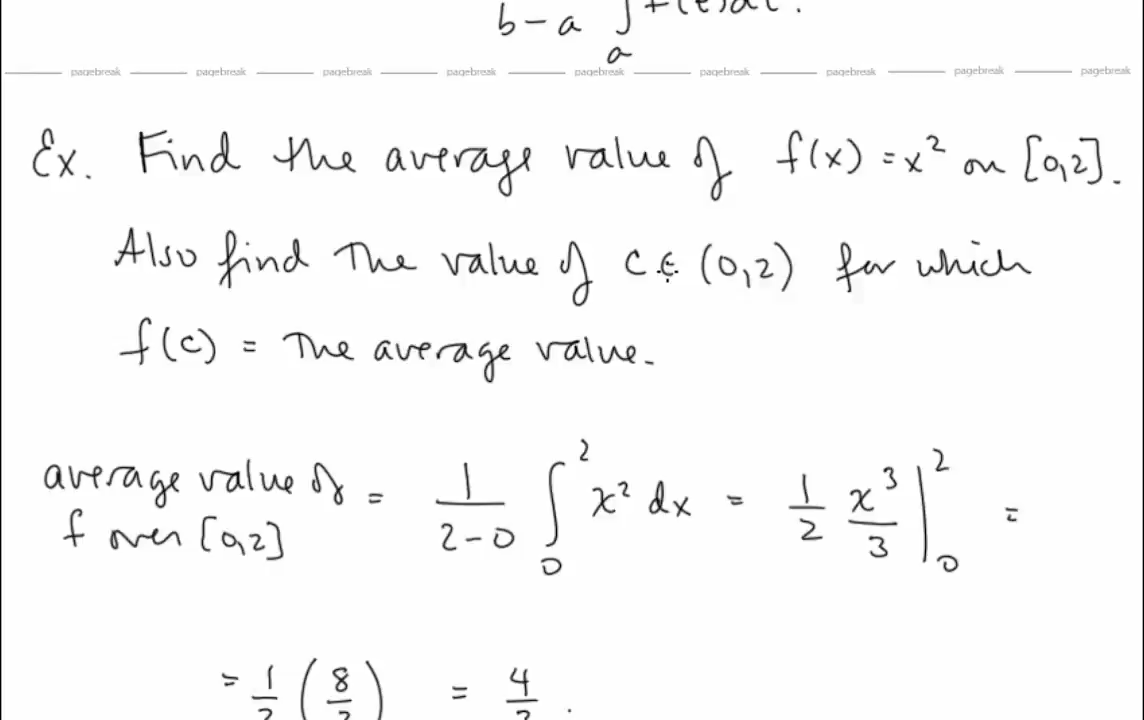 b - a ∫ f(t)dt.
a
pagebreak pagebreak pagebreak pagebreak pagebreak pagebreak pagebreak pagebreak pagebreak
Ex. Find the average value of f(x) = x² on [0,2].
Also find the value of c ∈ (0,2) for which
f(c) = the average value.
average value of f over [0,2] = 1/(2-0) ∫₀² x² dx = 1/2 x³/3 |₀² =
= 1/2 (8/3) = 4/3.